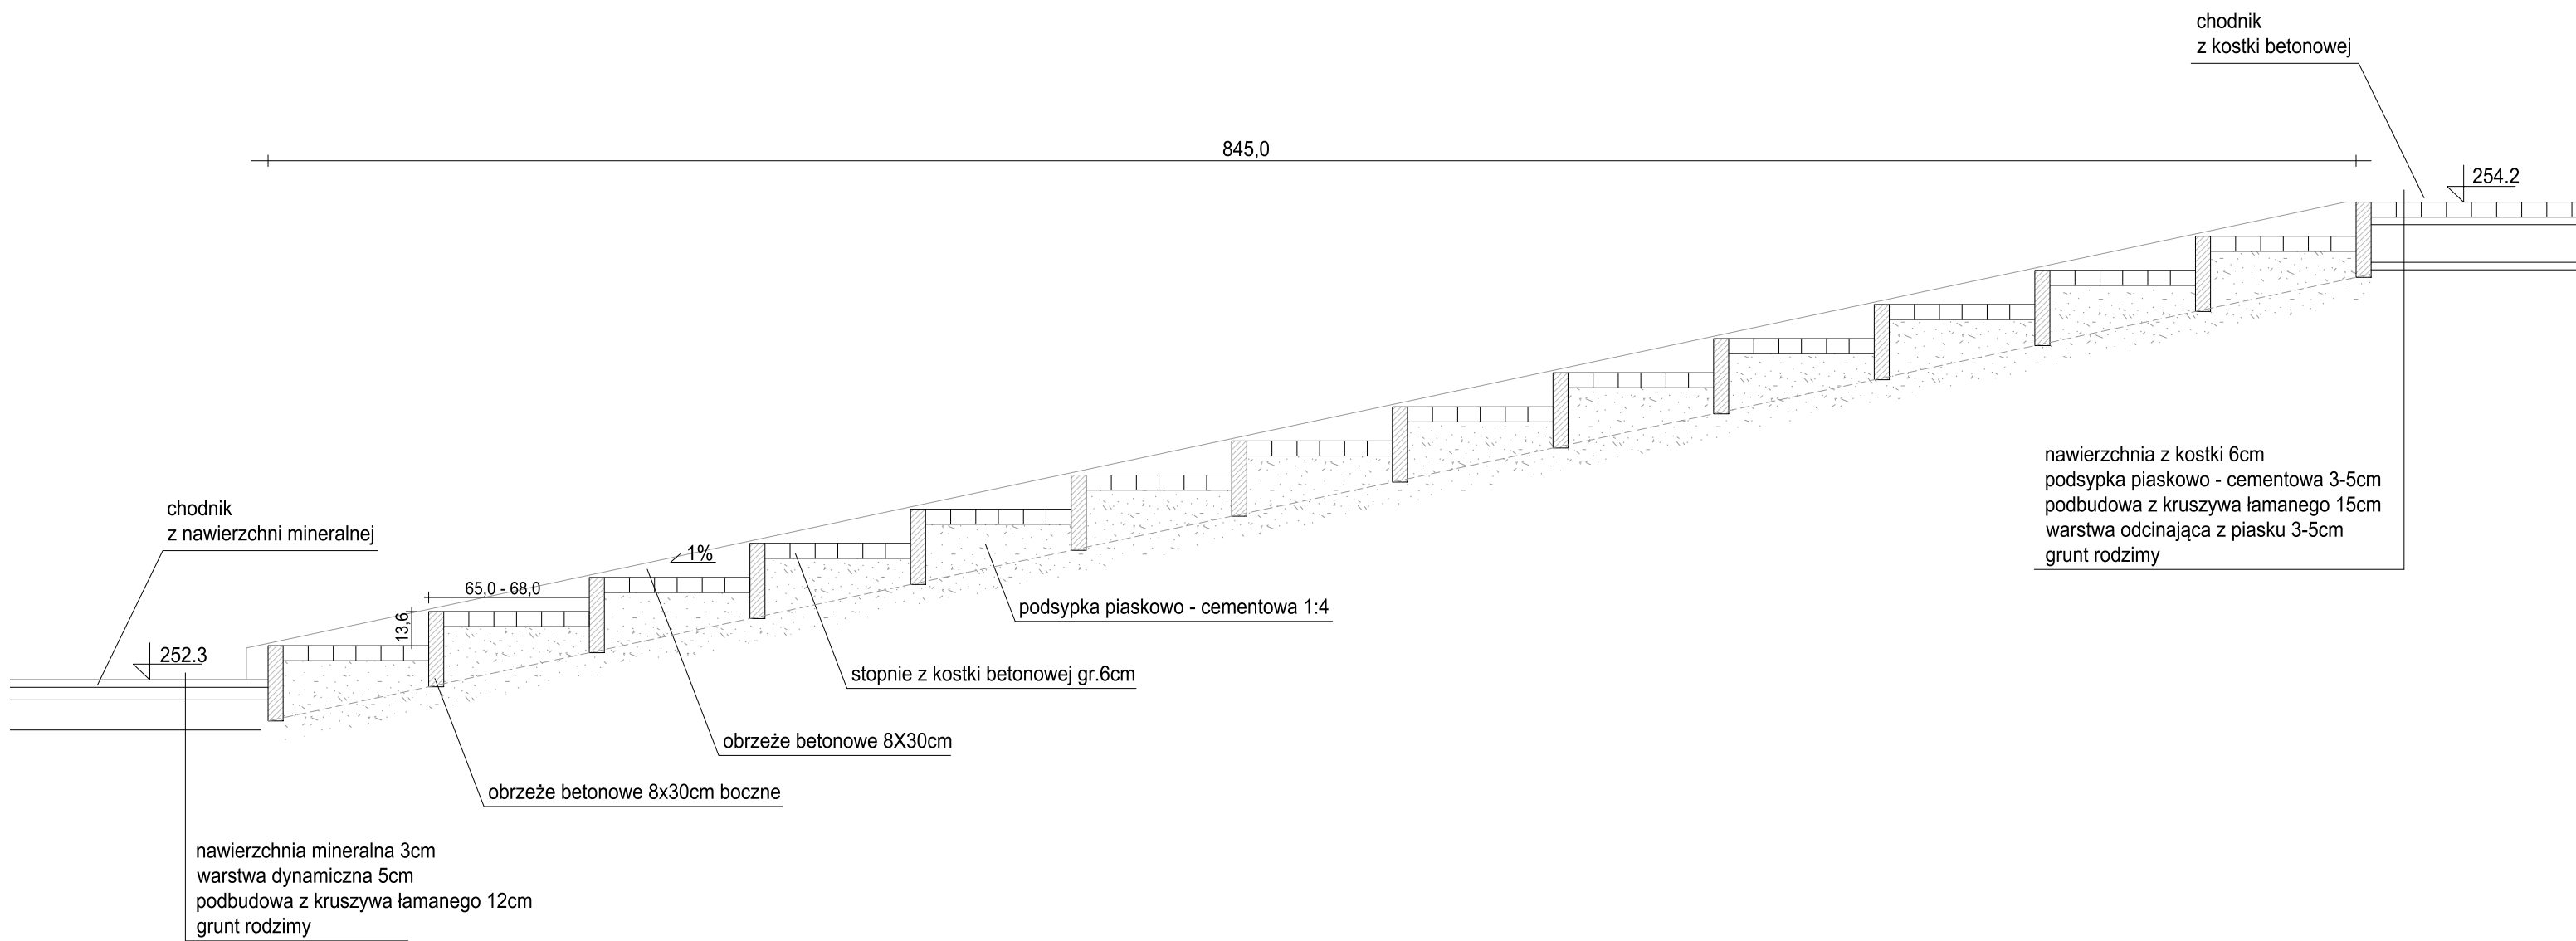 chodnik
z kostki betonowej
845,0
254.2
nawierzchnia z kostki 6cm
podsypka piaskowo - cementowa 3-5cm
podbudowa z kruszywa łamanego 15cm
warstwa odcinająca z piasku 3-5cm
grunt rodzimy
chodnik
z nawierzchni mineralnej
1%
65,0 - 68,0
13,6
252.3
podsypka piaskowo - cementowa 1:4
stopnie z kostki betonowej gr.6cm
obrzeże betonowe 8X30cm
obrzeże betonowe 8x30cm boczne
nawierzchnia mineralna 3cm
warstwa dynamiczna 5cm
podbudowa z kruszywa łamanego 12cm
grunt rodzimy